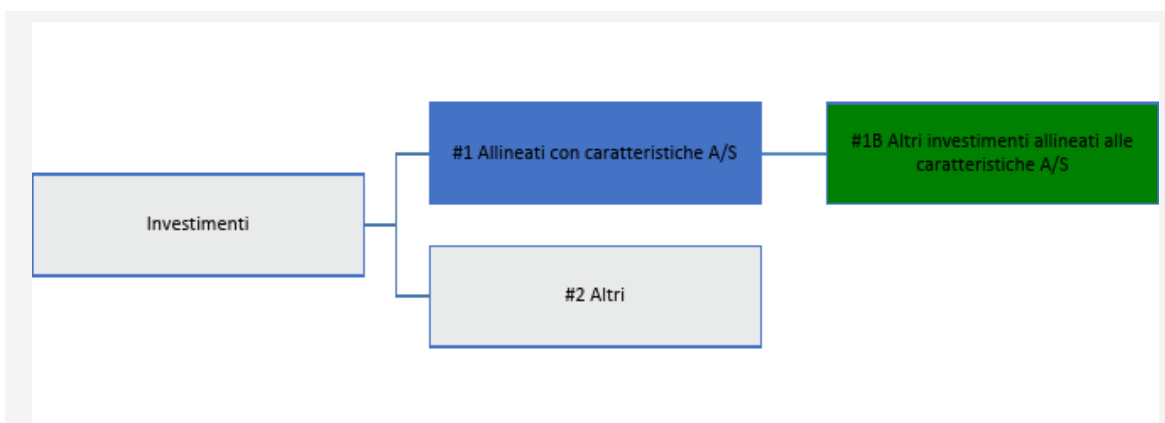 #1 Allineati con caratteristiche A/S
#1B Altri investimenti allineati alle
caratteristiche A/S
Investimenti
#2 Altri